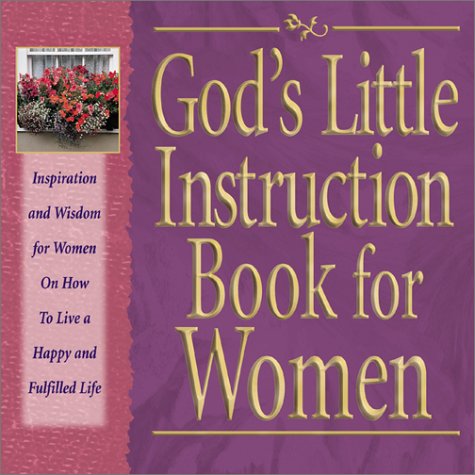 God's Little
Instruction
Book for
Women
Inspiration
and Wisdom
for Women
On How
To Live a
Happy and
Fulfilled Life